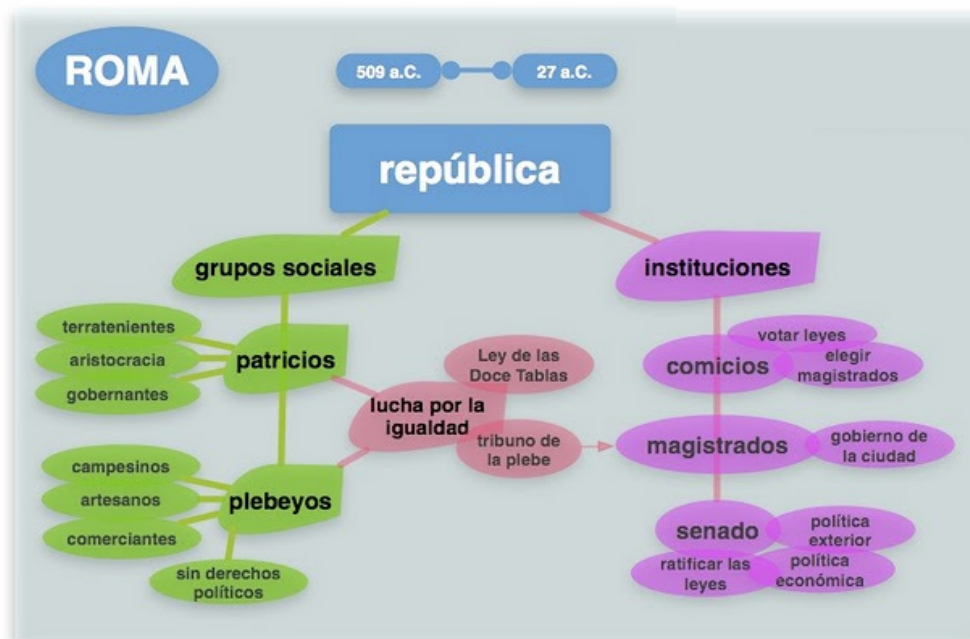 ROMA
509 a.C.
27 a.C.
república
grupos sociales
terratenientes
aristocracia
gobernantes
patricios
campesinos
artesanos
comerciantes
plebeyos
sin derechos
políticos
lucha por la
igualdad
Ley de las
Doce Tablas
tribuno de
la plebe
instituciones
comicios
votar leyes
elegir
magistrados
magistrados
gobierno de
la ciudad
senado
política
exterior
política
económica
ratificar las
leyes